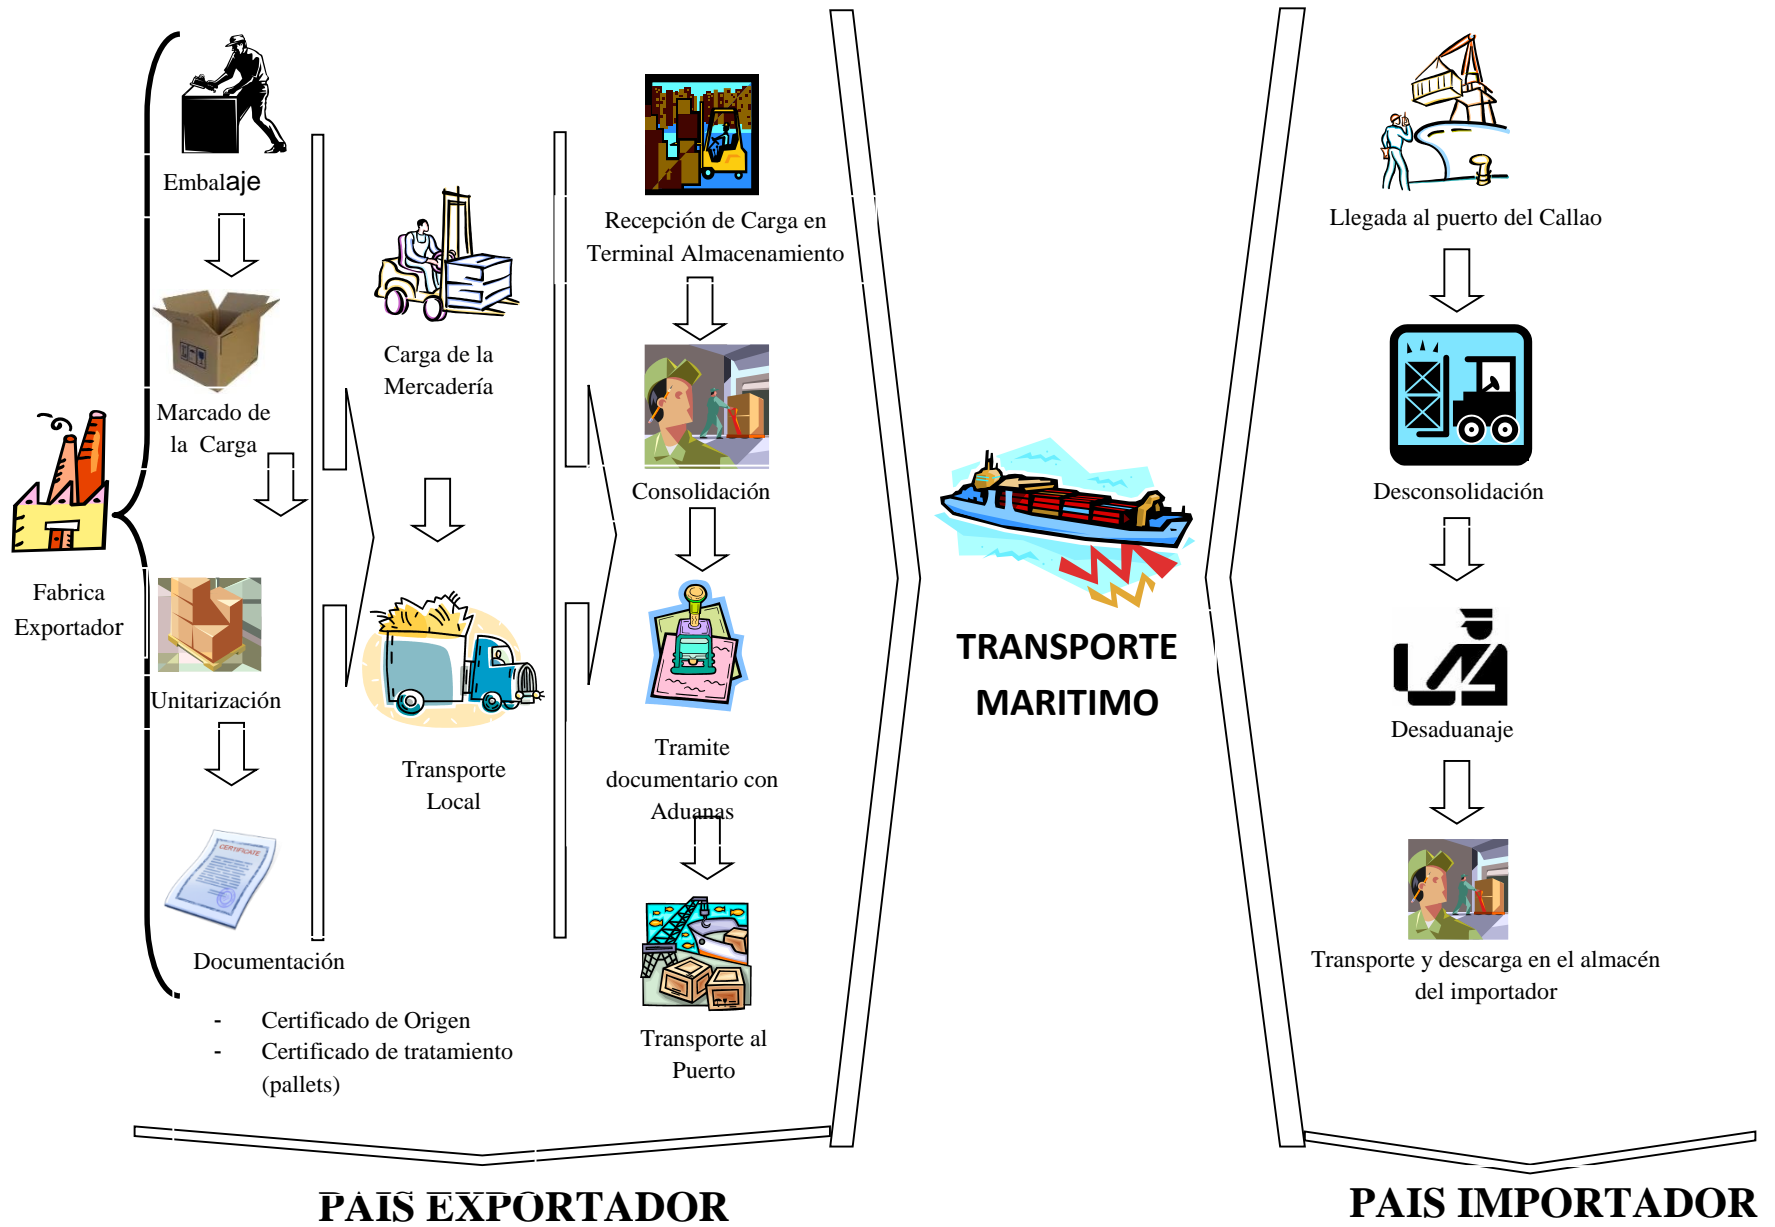 Fabrica
Exportador
Embalaje
Marcado de
la Carga
Unitarización
CERTIFICATE
Documentación
- Certificado de Origen
- Certificado de tratamiento
(pallets)
Carga de la
Mercadería
Transporte
Local
Recepción de Carga en
Terminal Almacenamiento
Consolidación
Tramite
documentario con
Aduanas
Transporte al
Puerto
PAIS EXPORTADOR
TRANSPORTE
MARITIMO
Llegada al puerto del Callao
Desconsolidación
Desaduanaje
Transporte y descarga en el almacén
del importador
PAIS IMPORTADOR